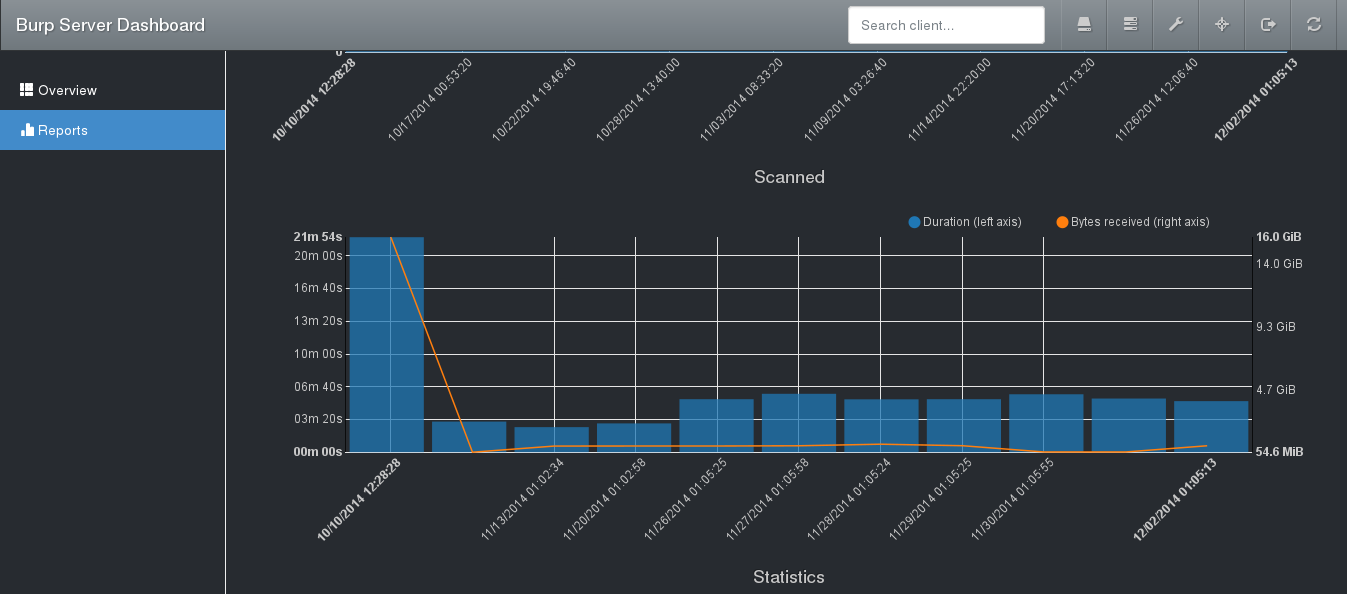 Burp Server Dashboard
Search client...
Overview
Reports
0
10/10/2014 12:28:28
10/17/2014 00:53:20
10/22/2014 19:46:40
10/28/2014 13:40:00
11/03/2014 08:33:20
11/09/2014 03:26:40
11/14/2014 22:20:00
11/20/2014 17:13:20
11/26/2014 12:06:40
12/02/2014 01:05:13
Scanned
Duration (left axis)
Bytes received (right axis)
21m 54s
20m 00s
16m 40s
13m 20s
10m 00s
06m 40s
03m 20s
00m 00s
16.0 GiB
14.0 GiB
9.3 GiB
4.7 GiB
54.6 MiB
10/10/2014 12:28:28
11/13/2014 01:02:34
11/20/2014 01:02:58
11/26/2014 01:05:25
11/27/2014 01:05:58
11/28/2014 01:05:24
11/29/2014 01:05:25
11/30/2014 01:05:55
12/02/2014 01:05:13
Statistics